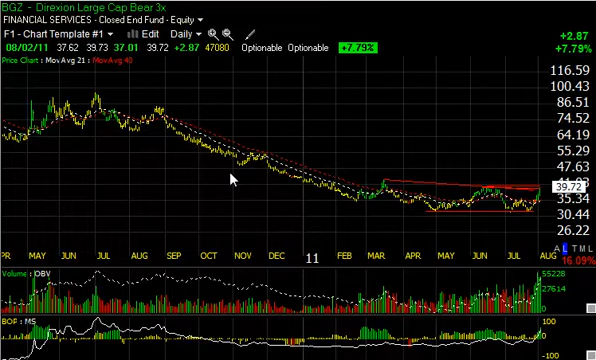 BGZ - Direxion Large Cap Bear 3x
FINANCIAL SERVICES - Closed End Fund - Equity
+2.87
F1 - Chart Template #1 Edit Daily
+7.79%
08/02/11 37.62 39.73 37.01 39.72 +2.87 47080 Optionable Optionable +7.79%
Price Chart : MovAvg 21 : MovAvg 40
116.59
100.43
86.51
74.52
64.19
55.29
47.63
39.72
35.34
30.44
26.22
PR MAY JUN JUL AUG SEP OCT NOV DEC 11 FEB MAR APR MAY JUN JUL AUG
A L T M L
16.09%
Volume : OBV
55228
27614
0
BOP : MS
100
0
-100